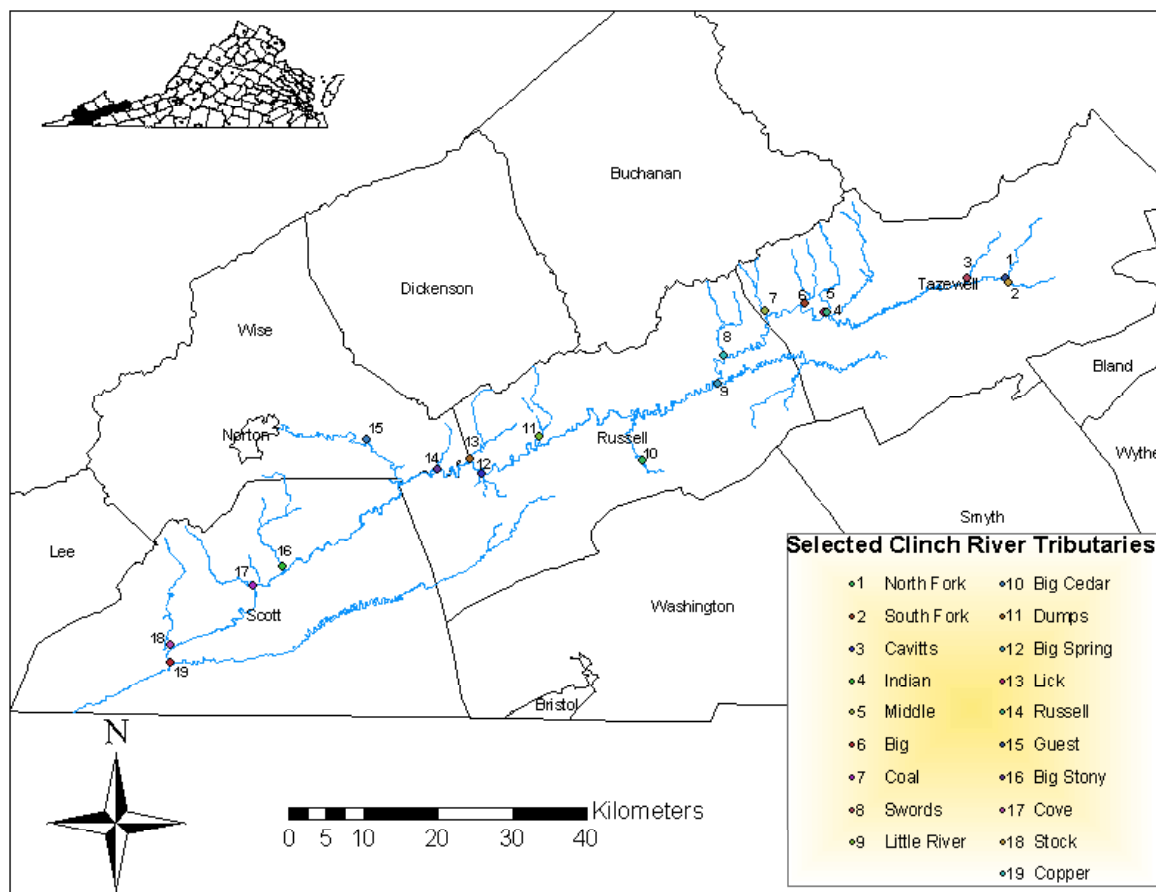 Buchanan
Dickenson
Wise
3
1
Tazewell
2
5
6
4
7
8
9
Bland
15
Norton
11
Russell
13
14
12
10
Wythe
Lee
16
17
Scott
Smyth
Washington
18
19
Bristol
Selected Clinch River Tributaries
1 North Fork
2 South Fork
3 Cavitts
4 Indian
5 Middle
6 Big
7 Coal
8 Swords
9 Little River
10 Big Cedar
11 Dumps
12 Big Spring
13 Lick
14 Russell
15 Guest
16 Big Stony
17 Cove
18 Stock
19 Copper
N
Kilometers
0 5 10 20 30 40